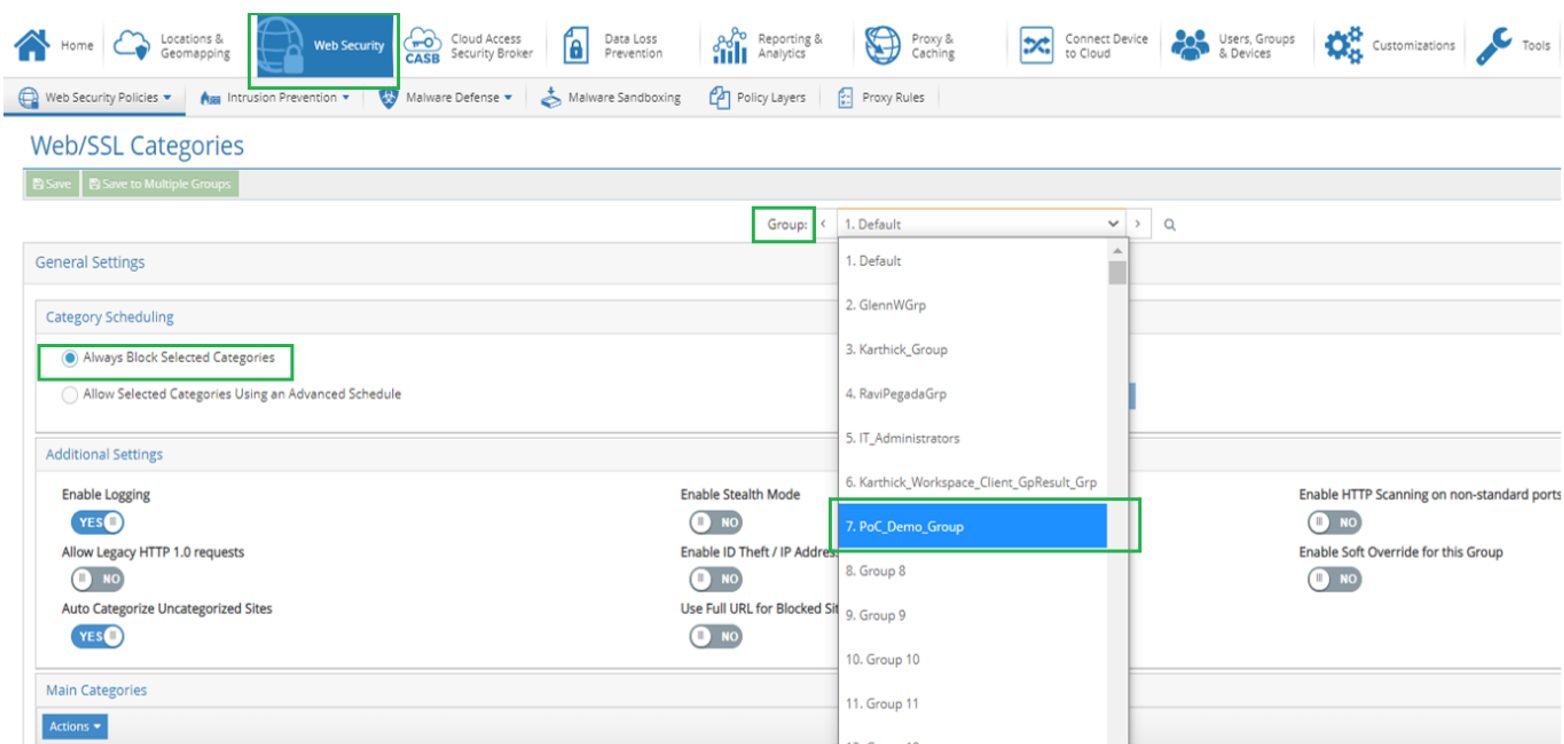 Home
Locations & Geomapping
Web Security
CASB
Cloud Access Security Broker
Data Loss Prevention
Reporting & Analytics
Proxy & Caching
Connect Device to Cloud
Users, Groups & Devices
Customizations
Tools
Web Security Policies
Intrusion Prevention
Malware Defense
Malware Sandboxing
Policy Layers
Proxy Rules
Web/SSL Categories
Save
Save to Multiple Groups
Group:
1. Default
General Settings
Category Scheduling
Always Block Selected Categories
Allow Selected Categories Using an Advanced Schedule
1. Default
2. GlennWGrp
3. Karthick_Group
4. RaviPegadaGrp
5. IT_Administrators
6. Karthick_Workspace_Client_GpResult_Grp
7. PoC_Demo_Group
8. Group 8
9. Group 9
10. Group 10
11. Group 11
Additional Settings
Enable Logging
YES
Enable Stealth Mode
NO
Enable HTTP Scanning on non-standard ports
NO
Allow Legacy HTTP 1.0 requests
NO
Enable ID Theft / IP Addres
NO
Enable Soft Override for this Group
NO
Auto Categorize Uncategorized Sites
YES
Use Full URL for Blocked Sit
NO
Main Categories
Actions